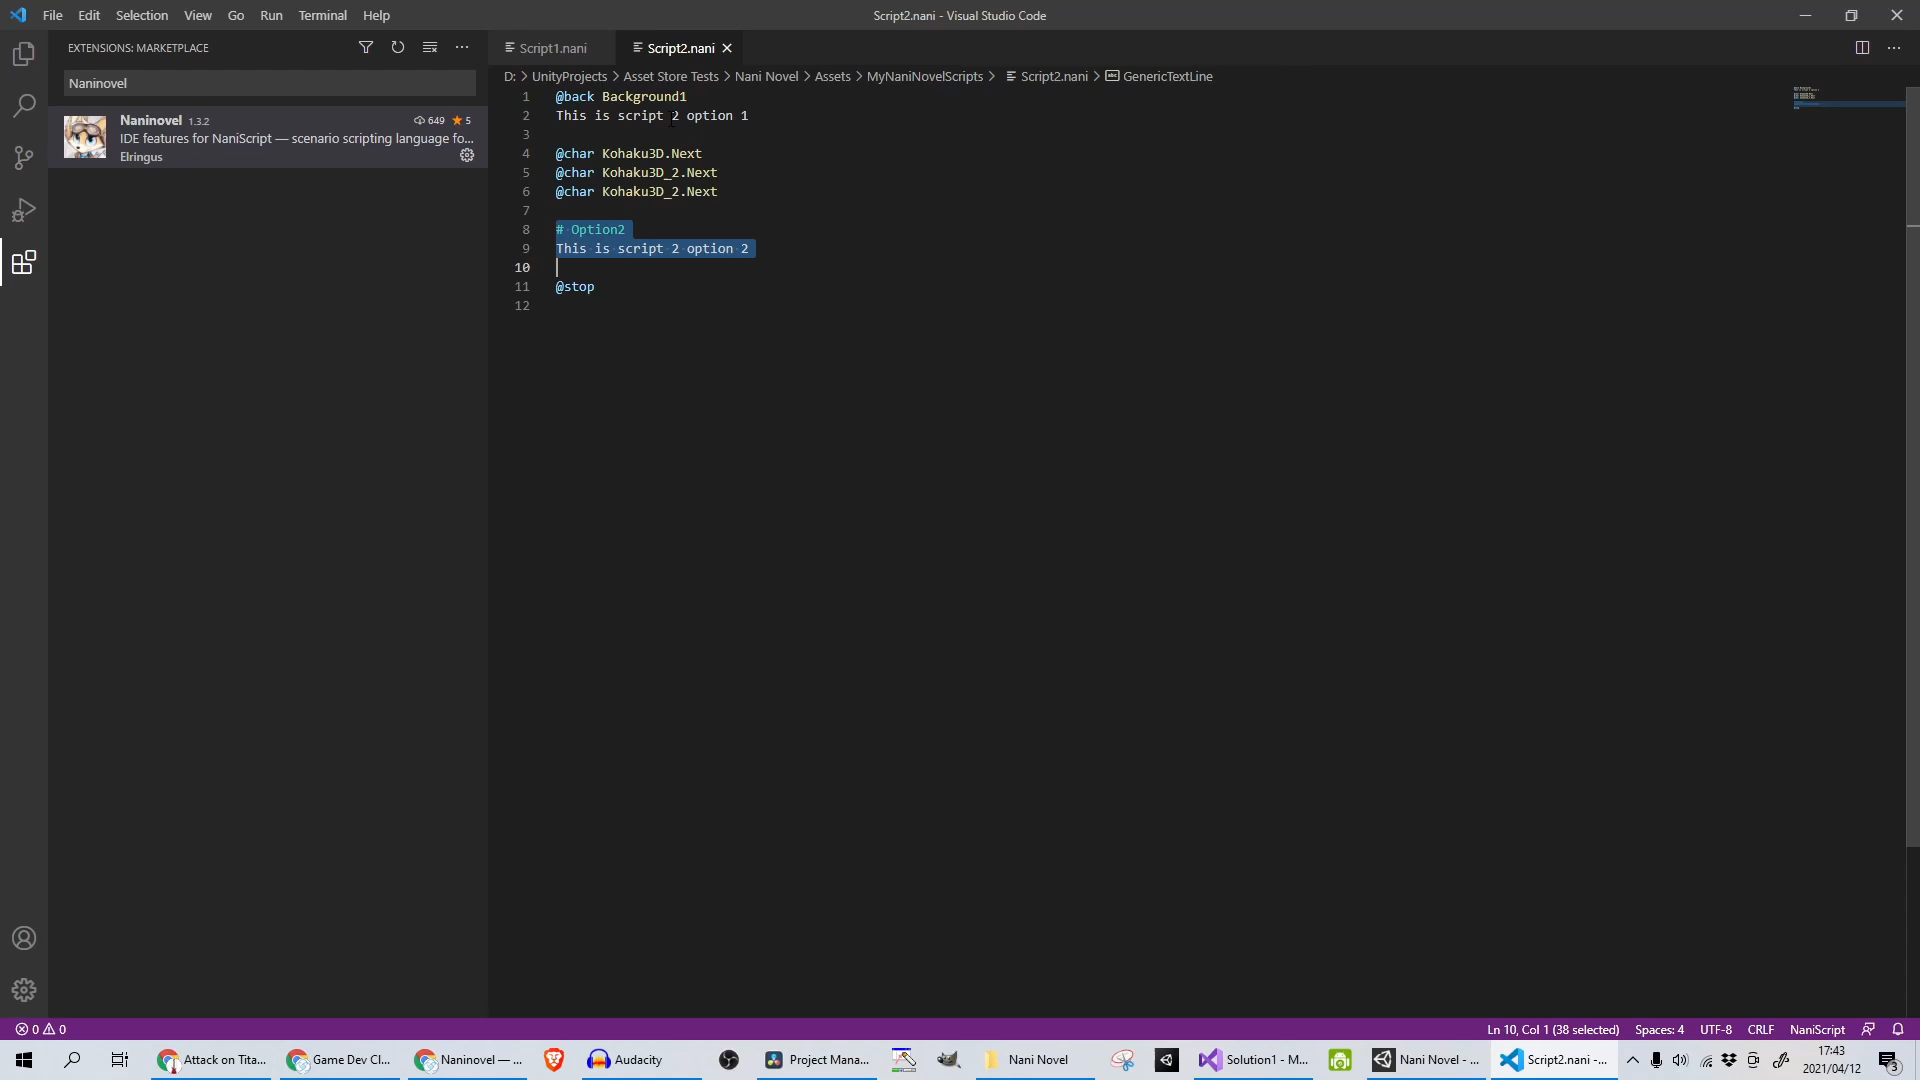 File Edit Selection View Go Run Terminal Help
Script2.nani - Visual Studio Code
EXTENSIONS: MARKETPLACE
Naninovel
Naninovel 1.3.2 649 5
IDE features for NaniScript — scenario scripting language fo...
Elringus
Script1.nani Script2.nani
D: > UnityProjects > Asset Store Tests > Nani Novel > Assets > MyNaniNovelScripts > Script2.nani > GenericTextLine
1 @back Background1
2 This is script 2 option 1
3
4 @char Kohaku3D.Next
5 @char Kohaku3D_2.Next
6 @char Kohaku3D_2.Next
7
8 # Option2
9 This is script 2 option 2
10
11 @stop
12
0 0 Ln 10, Col 1 (38 selected) Spaces: 4 UTF-8 CRLF NaniScript
Attack on Tita... Game Dev Cl... Naninovel — ... Audacity Project Mana... Nani Novel Solution1 - M... Nani Novel - ... Script2.nani -... 17:43
2021/04/12 3